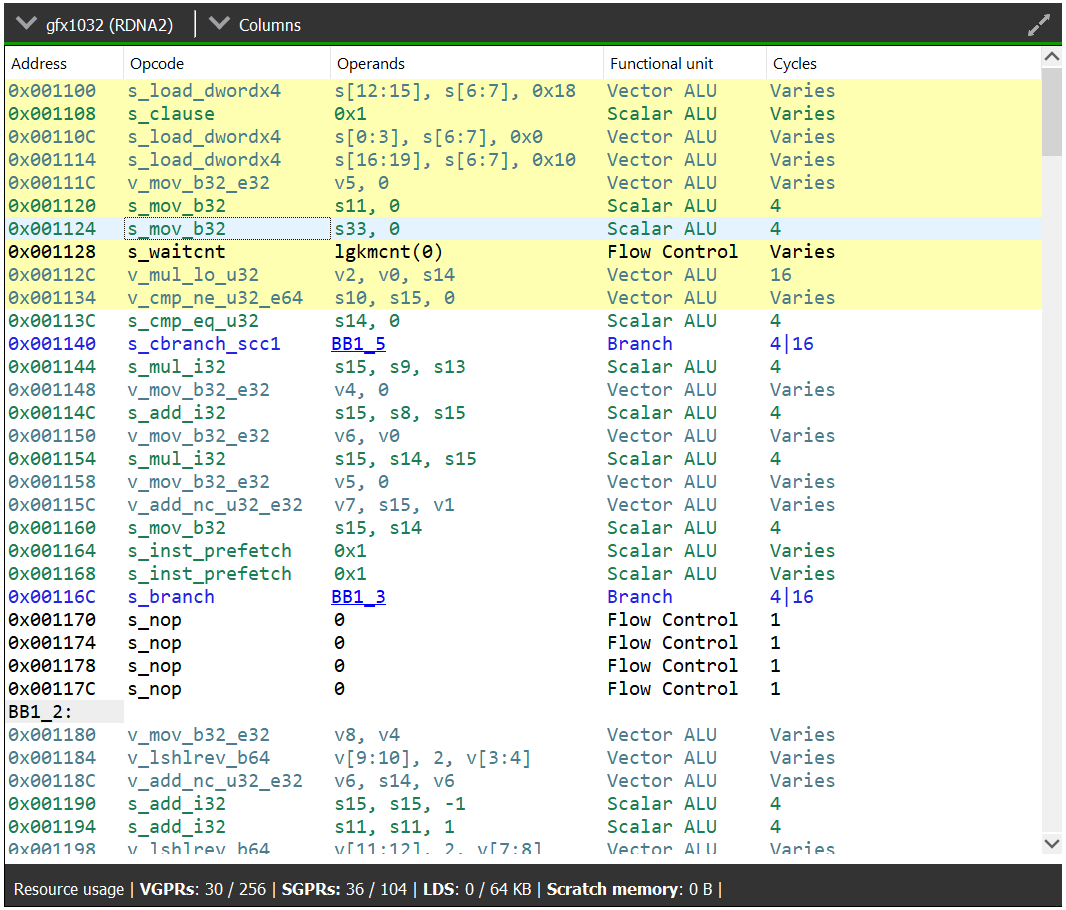 gfx1032 (RDNA2) Columns
Address Opcode Operands Functional unit Cycles
0x001100 s_load_dwordx4 s[12:15], s[6:7], 0x18 Vector ALU Varies
0x001108 s_clause 0x1 Scalar ALU Varies
0x00110C s_load_dwordx4 s[0:3], s[6:7], 0x0 Vector ALU Varies
0x001114 s_load_dwordx4 s[16:19], s[6:7], 0x10 Vector ALU Varies
0x00111C v_mov_b32_e32 v5, 0 Vector ALU Varies
0x001120 s_mov_b32 s11, 0 Scalar ALU 4
0x001124 s_mov_b32 s33, 0 Scalar ALU 4
0x001128 s_waitcnt lgkmcnt(0) Flow Control Varies
0x00112C v_mul_lo_u32 v2, v0, s14 Vector ALU 16
0x001134 v_cmp_ne_u32_e64 s10, s15, 0 Vector ALU Varies
0x00113C s_cmp_eq_u32 s14, 0 Scalar ALU 4
0x001140 s_cbranch_scc1 BB1_5 Branch 4|16
0x001144 s_mul_i32 s15, s9, s13 Scalar ALU 4
0x001148 v_mov_b32_e32 v4, 0 Vector ALU Varies
0x00114C s_add_i32 s15, s8, s15 Scalar ALU 4
0x001150 v_mov_b32_e32 v6, v0 Vector ALU Varies
0x001154 s_mul_i32 s15, s14, s15 Scalar ALU 4
0x001158 v_mov_b32_e32 v5, 0 Vector ALU Varies
0x00115C v_add_nc_u32_e32 v7, s15, v1 Vector ALU Varies
0x001160 s_mov_b32 s15, s14 Scalar ALU 4
0x001164 s_inst_prefetch 0x1 Scalar ALU Varies
0x001168 s_inst_prefetch 0x1 Scalar ALU Varies
0x00116C s_branch BB1_3 Branch 4|16
0x001170 s_nop 0 Flow Control 1
0x001174 s_nop 0 Flow Control 1
0x001178 s_nop 0 Flow Control 1
0x00117C s_nop 0 Flow Control 1
BB1_2:
0x001180 v_mov_b32_e32 v8, v4 Vector ALU Varies
0x001184 v_lshlrev_b64 v[9:10], 2, v[3:4] Vector ALU Varies
0x00118C v_add_nc_u32_e32 v6, s14, v6 Vector ALU Varies
0x001190 s_add_i32 s15, s15, -1 Scalar ALU 4
0x001194 s_add_i32 s11, s11, 1 Scalar ALU 4
0x001198 v_lshlrev_b64 v[11:12], 2, v[7:8] Vector ALU Varies
Resource usage | VGPRs: 30 / 256 | SGPRs: 36 / 104 | LDS: 0 / 64 KB | Scratch memory: 0 B |